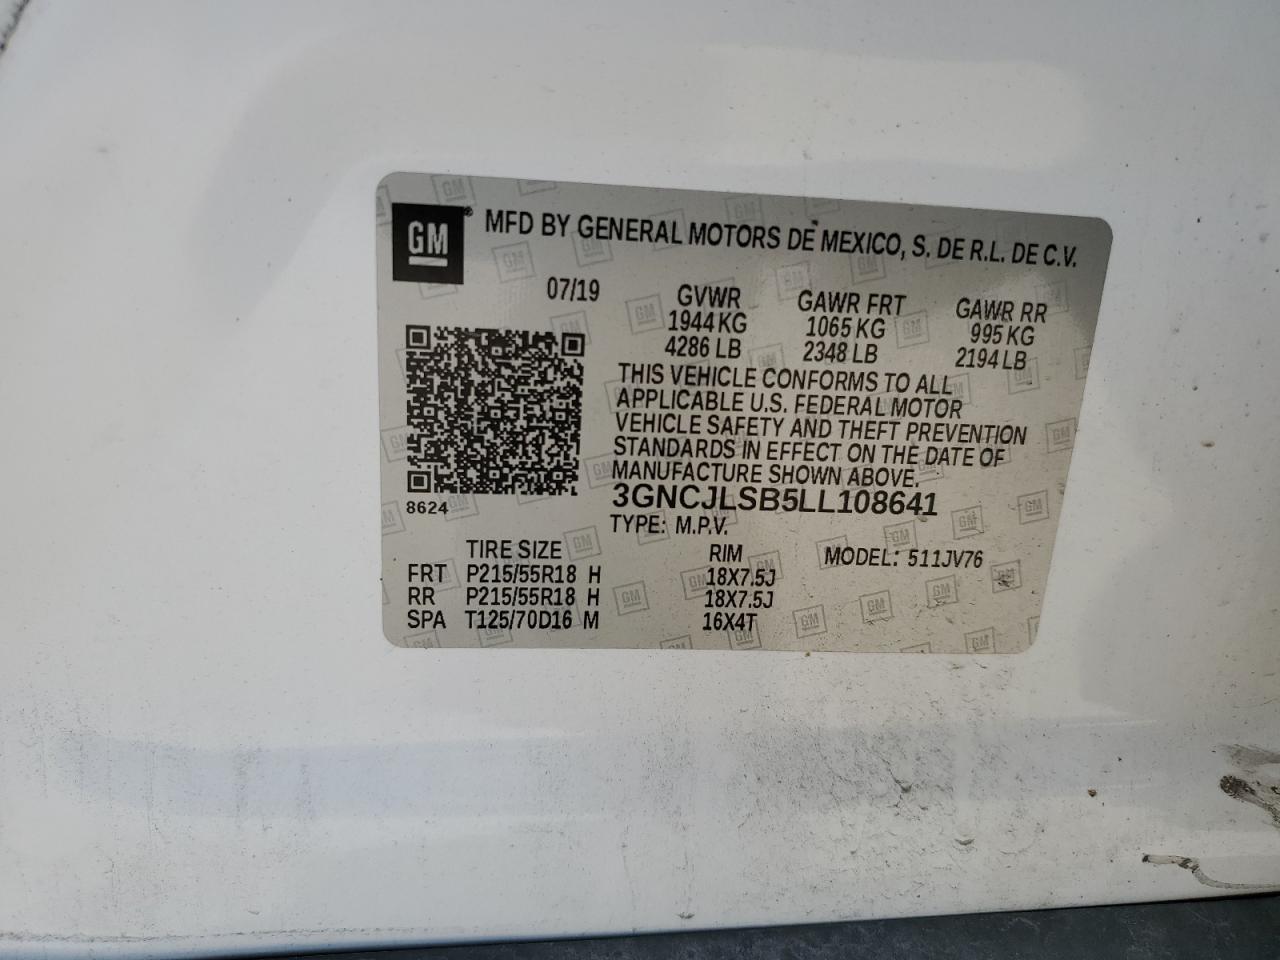 GM® MFD BY GENERAL MOTORS DE MEXICO, S. DE R.L. DE C.V.
07/19 GVWR GAWR FRT GAWR RR
1944 KG 1065 KG 995 KG
4286 LB 2348 LB 2194 LB
THIS VEHICLE CONFORMS TO ALL
APPLICABLE U.S. FEDERAL MOTOR
VEHICLE SAFETY AND THEFT PREVENTION
STANDARDS IN EFFECT ON THE DATE OF
MANUFACTURE SHOWN ABOVE.
8624 3GNCJLSB5LL108641
TYPE: M.P.V.
TIRE SIZE RIM MODEL: 511JV76
FRT P215/55R18 H 18X7.5J
RR P215/55R18 H 18X7.5J
SPA T125/70D16 M 16X4T